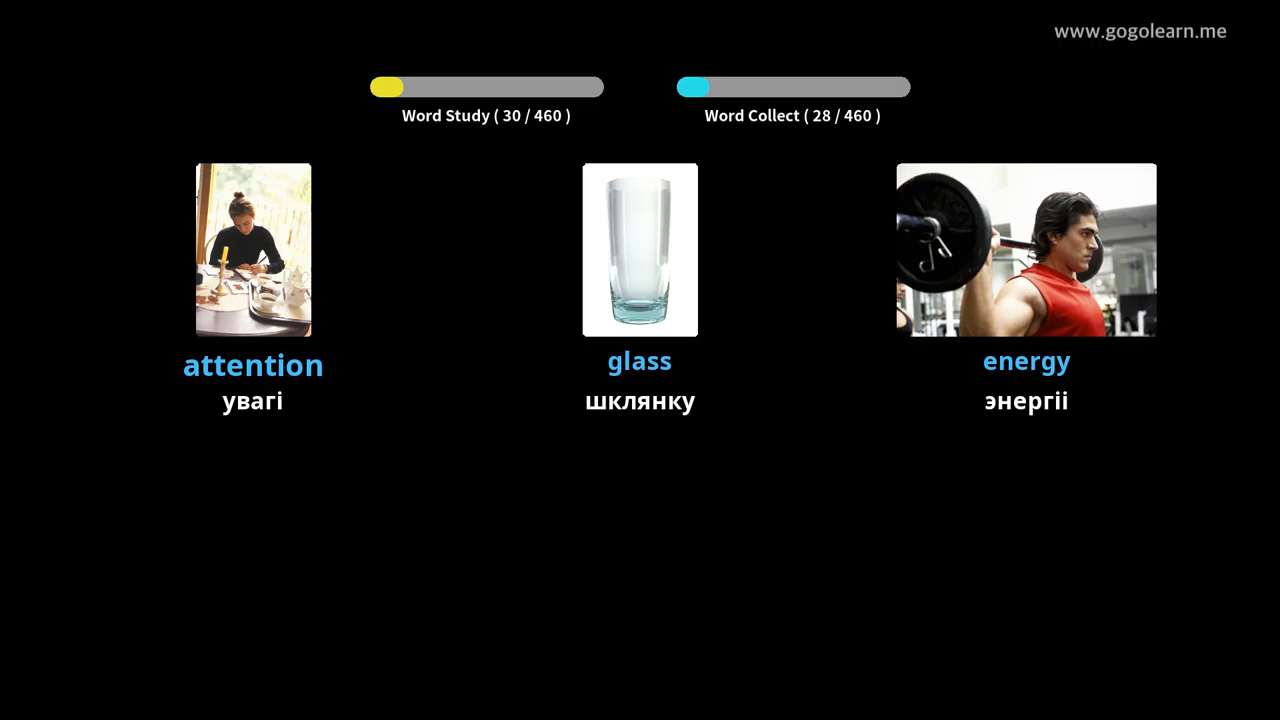 www.gogolearn.me
Word Study ( 30 / 460 )
Word Collect ( 28 / 460 )
attention
glass
energy
увагі
шклянку
энергіі